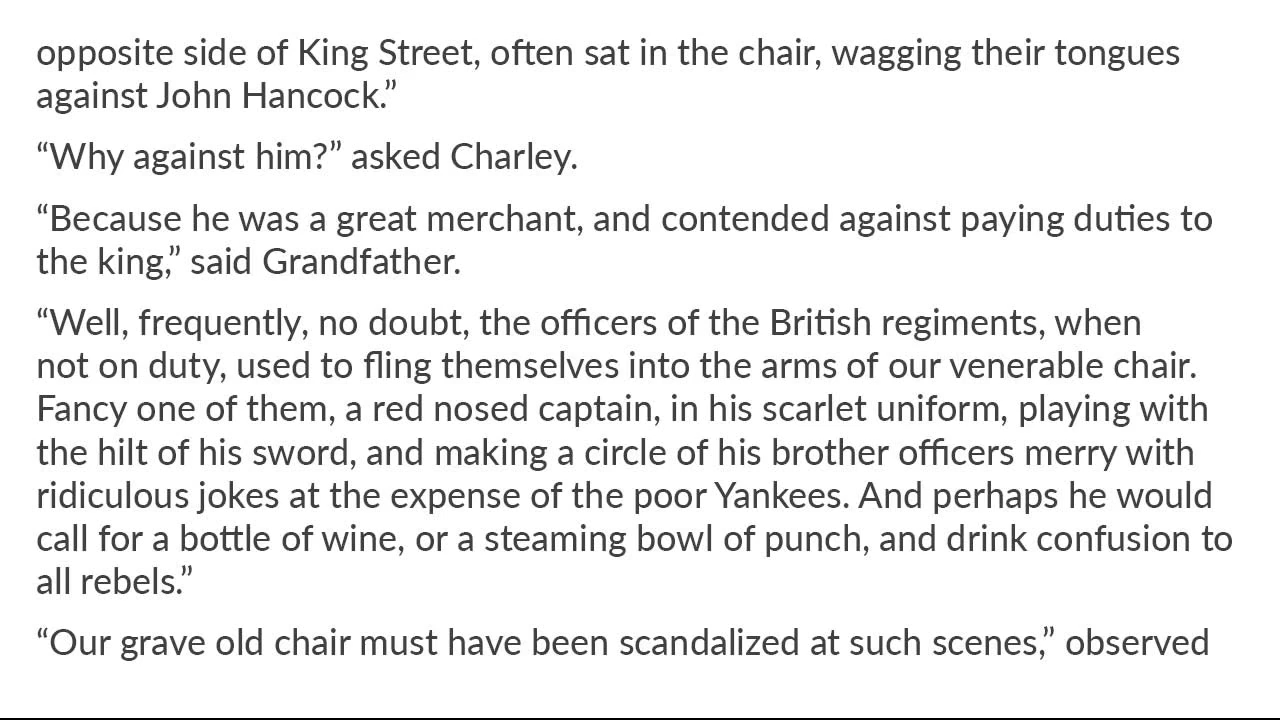 opposite side of King Street, often sat in the chair, wagging their tongues
against John Hancock.”
“Why against him?” asked Charley.
“Because he was a great merchant, and contended against paying duties to
the king,” said Grandfather.
“Well, frequently, no doubt, the officers of the British regiments, when
not on duty, used to fling themselves into the arms of our venerable chair.
Fancy one of them, a red nosed captain, in his scarlet uniform, playing with
the hilt of his sword, and making a circle of his brother officers merry with
ridiculous jokes at the expense of the poor Yankees. And perhaps he would
call for a bottle of wine, or a steaming bowl of punch, and drink confusion to
all rebels.”
“Our grave old chair must have been scandalized at such scenes,” observed